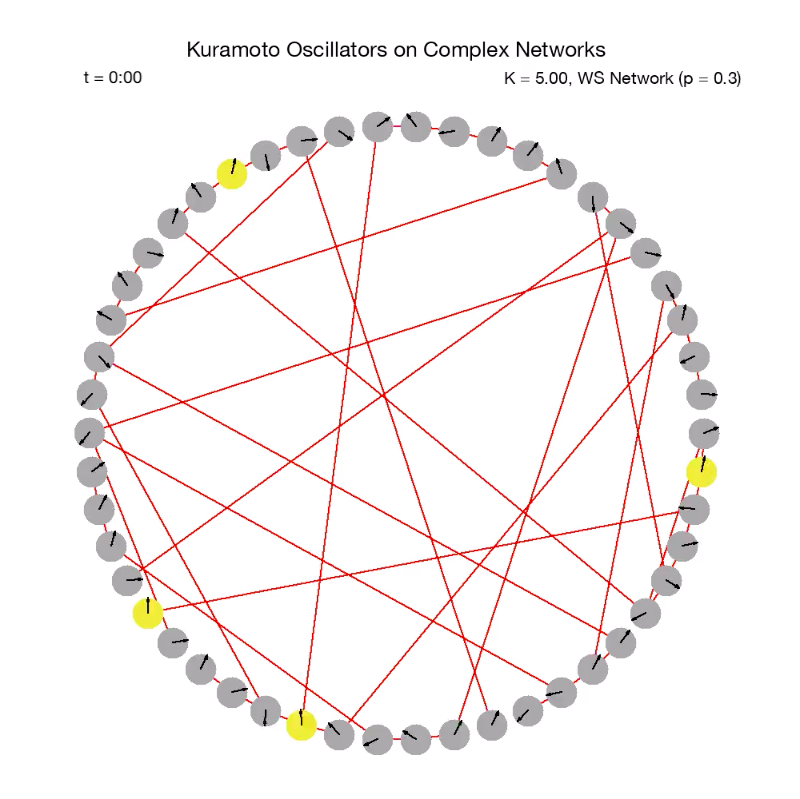 Kuramoto Oscillators on Complex Networks
t = 0:00
K = 5.00, WS Network (p = 0.3)